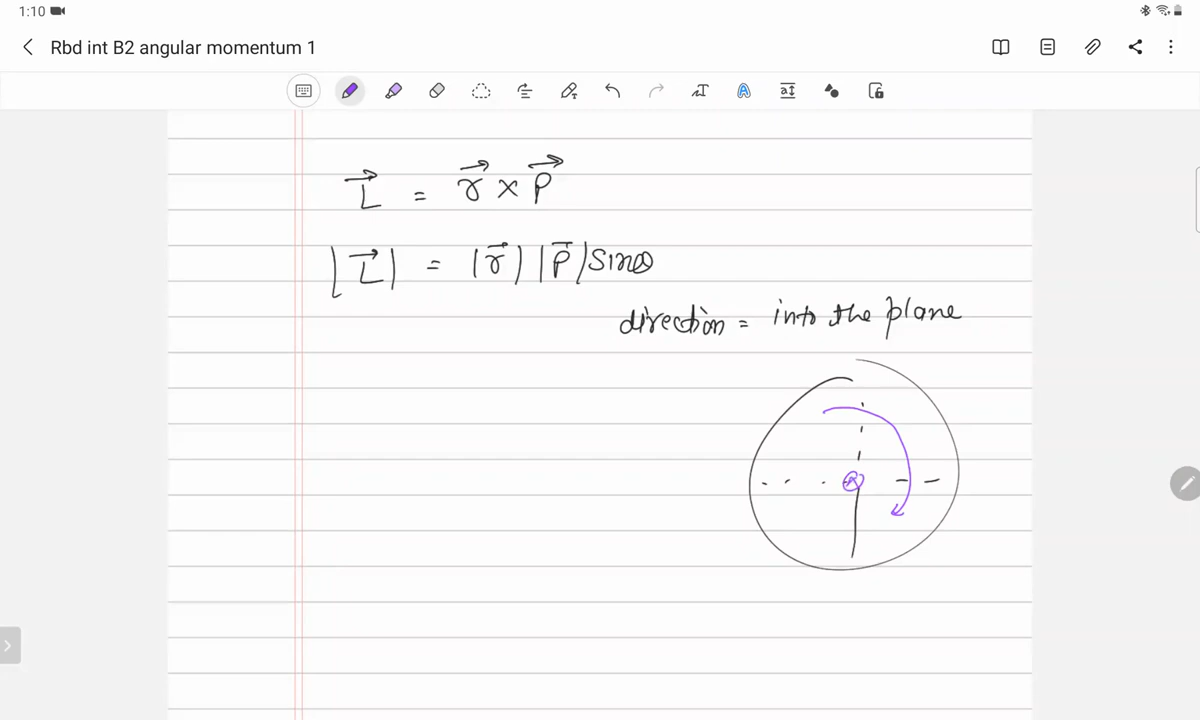 1:10
Rbd int B2 angular momentum 1
L⃗ = r⃗ × P⃗
|L⃗| = |r⃗| |P⃗| Sinθ
direction = into the plane